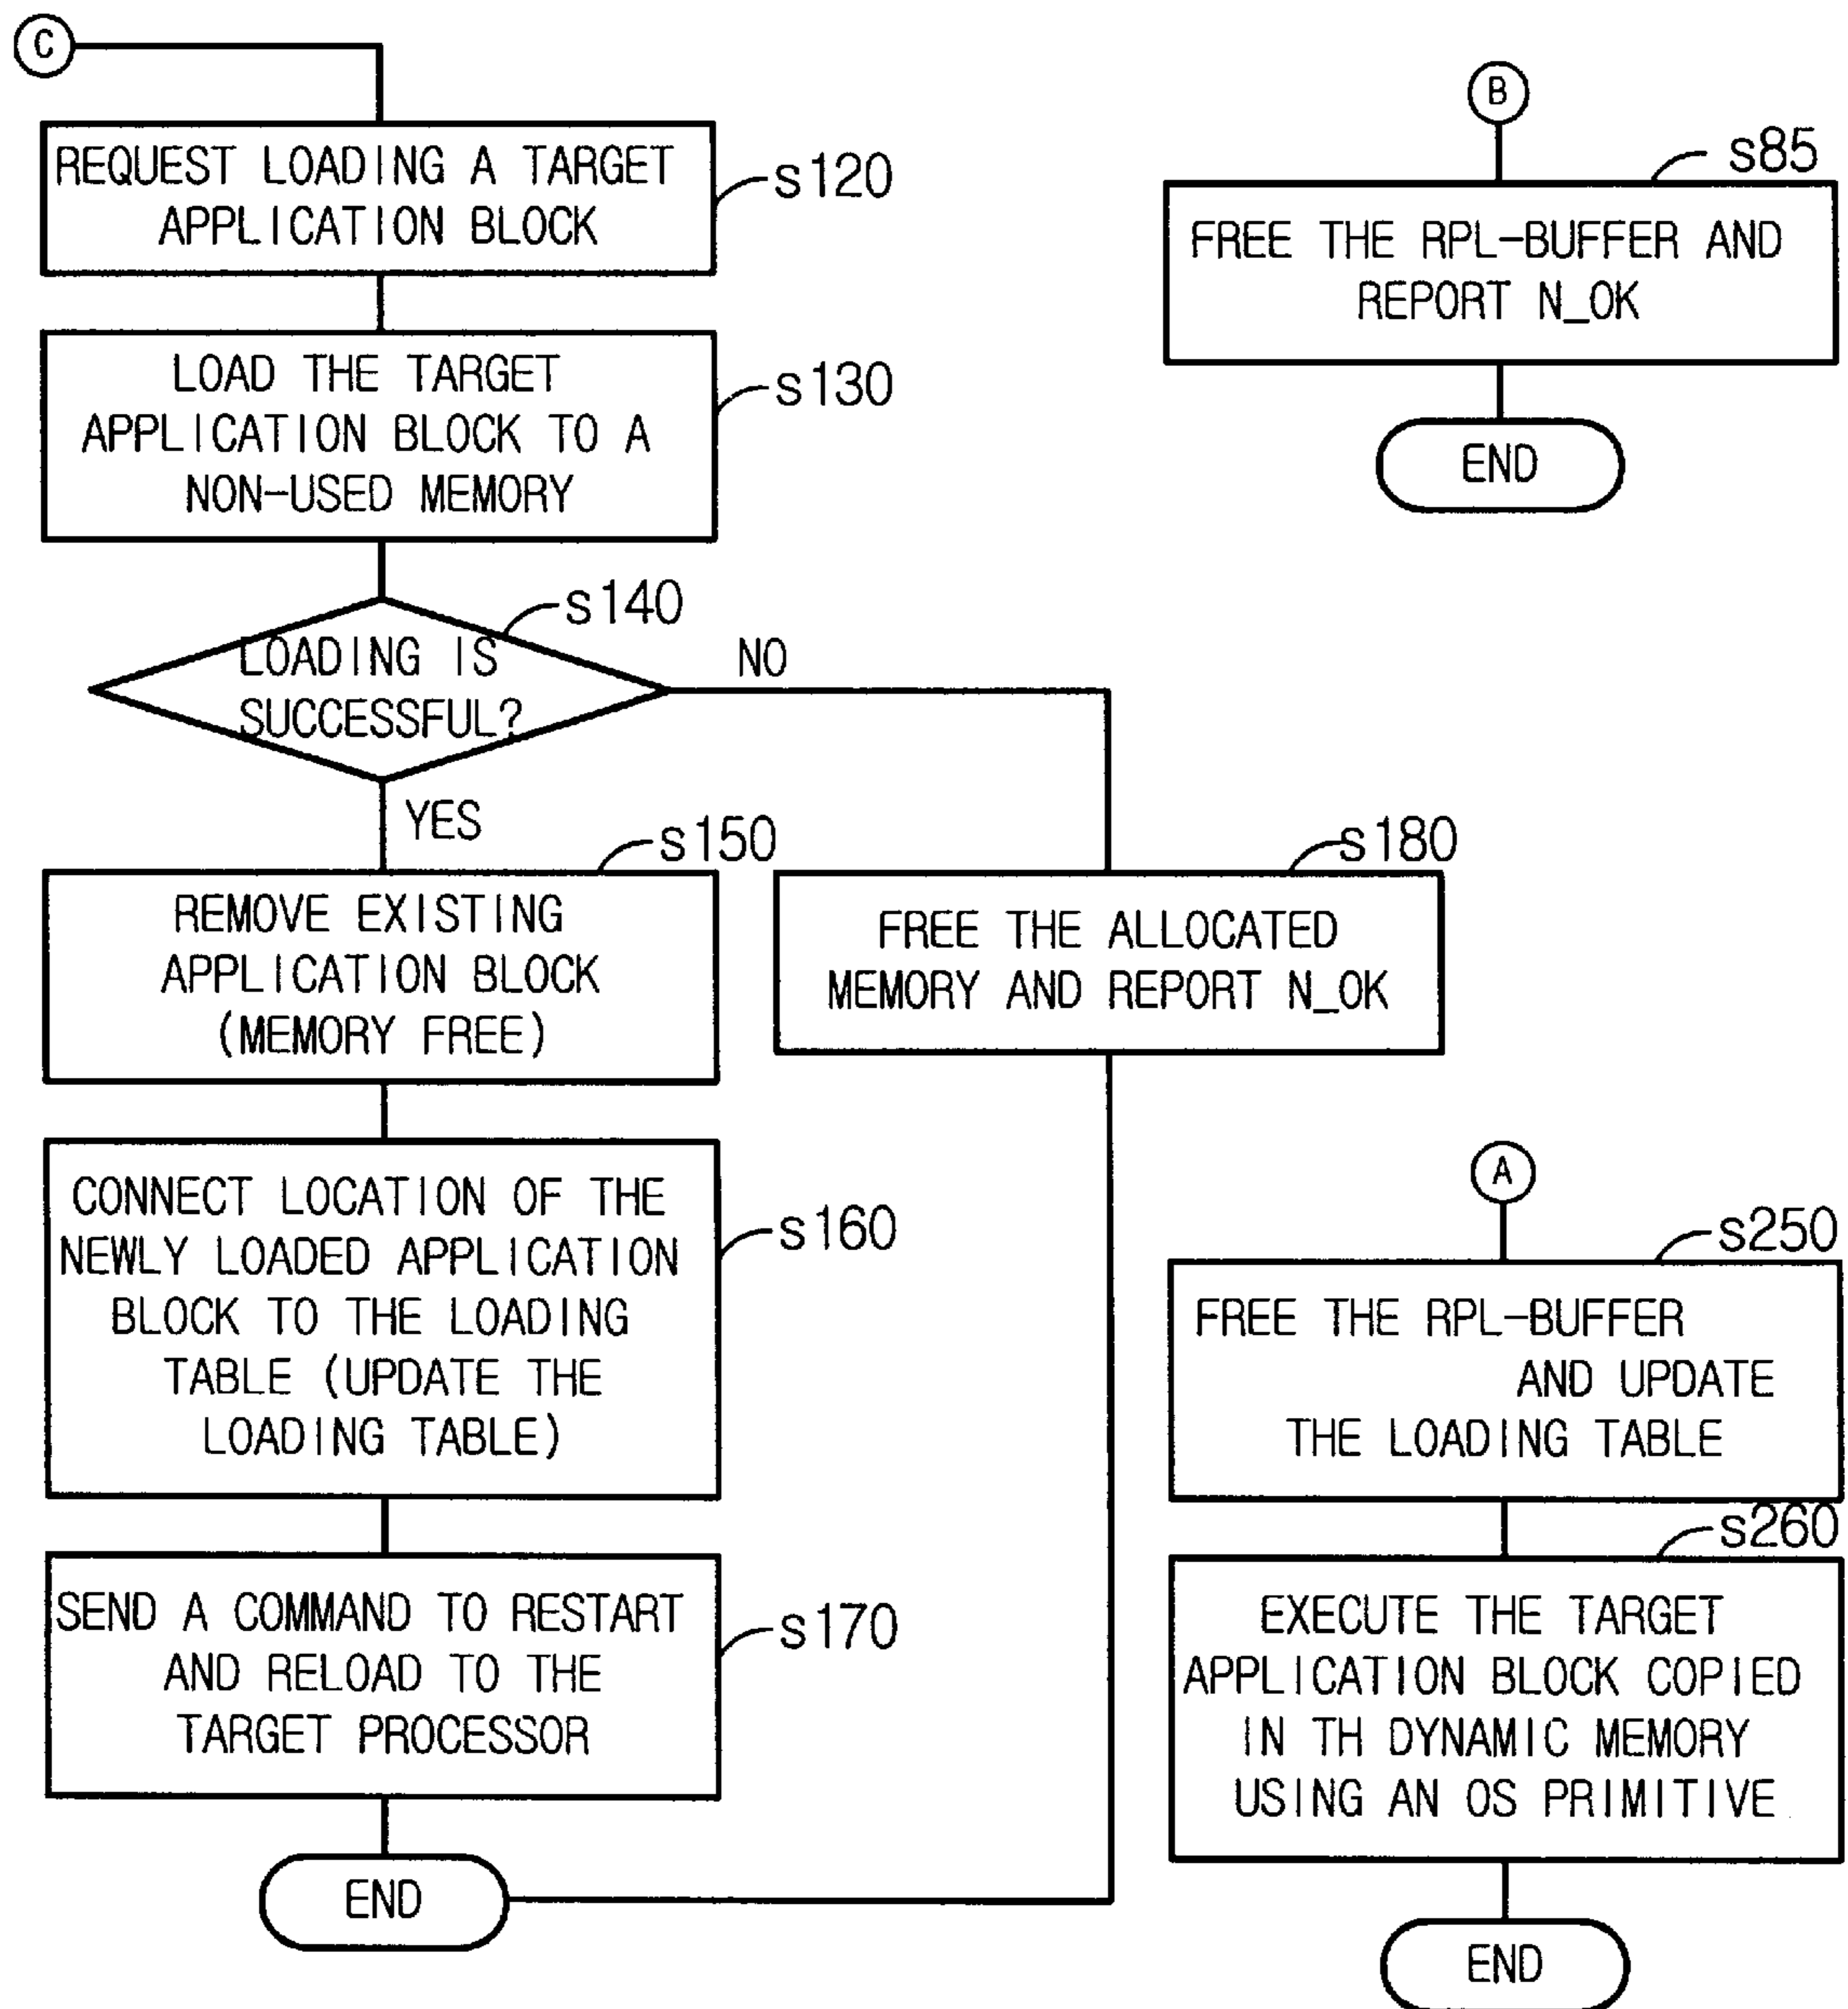 C
REQUEST LOADING A TARGET
APPLICATION BLOCK
s120
LOAD THE TARGET
APPLICATION BLOCK TO A
NON-USED MEMORY
s130
LOADING IS
SUCCESSFUL?
s140
NO
YES
REMOVE EXISTING
APPLICATION BLOCK
(MEMORY FREE)
s150
FREE THE ALLOCATED
MEMORY AND REPORT N_OK
s180
CONNECT LOCATION OF THE
NEWLY LOADED APPLICATION
BLOCK TO THE LOADING
TABLE (UPDATE THE
LOADING TABLE)
s160
SEND A COMMAND TO RESTART
AND RELOAD TO THE
TARGET PROCESSOR
s170
END
B
s85
FREE THE RPL-BUFFER AND
REPORT N_OK
END
A
s250
FREE THE RPL-BUFFER
AND UPDATE
THE LOADING TABLE
s260
EXECUTE THE TARGET
APPLICATION BLOCK COPIED
IN TH DYNAMIC MEMORY
USING AN OS PRIMITIVE
END